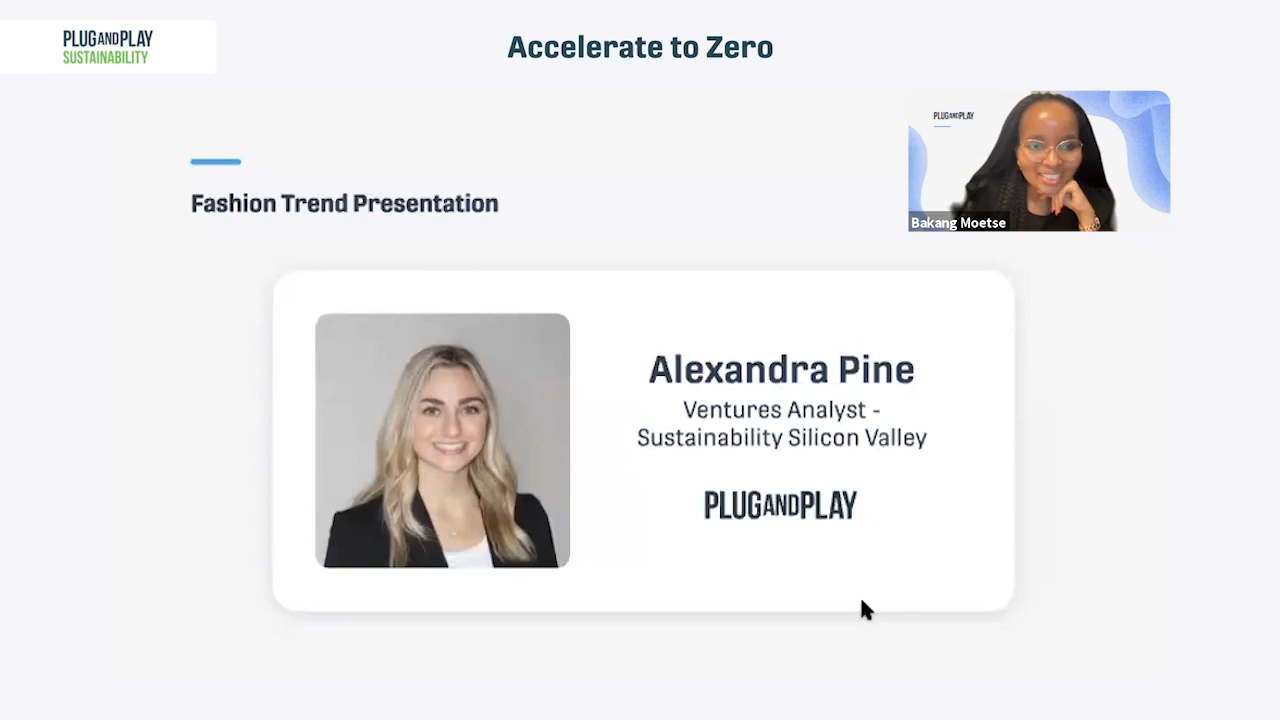 PLUGANDPLAY
SUSTAINABILITY
Accelerate to Zero
PLUGANDPLAY
Bakang Moetse
Fashion Trend Presentation
Alexandra Pine
Ventures Analyst -
Sustainability Silicon Valley
PLUGANDPLAY